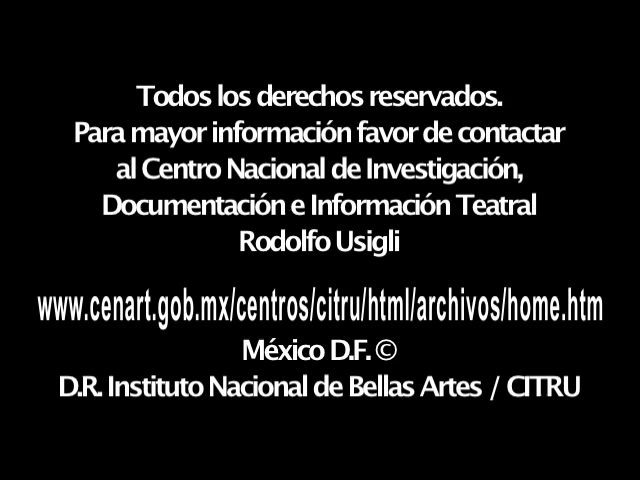 Todos los derechos reservados.
Para mayor información favor de contactar
al Centro Nacional de Investigación,
Documentación e Información Teatral
Rodolfo Usigli
www.cenart.gob.mx/centros/citru/html/archivos/home.htm
México D.F. ©
D.R. Instituto Nacional de Bellas Artes / CITRU